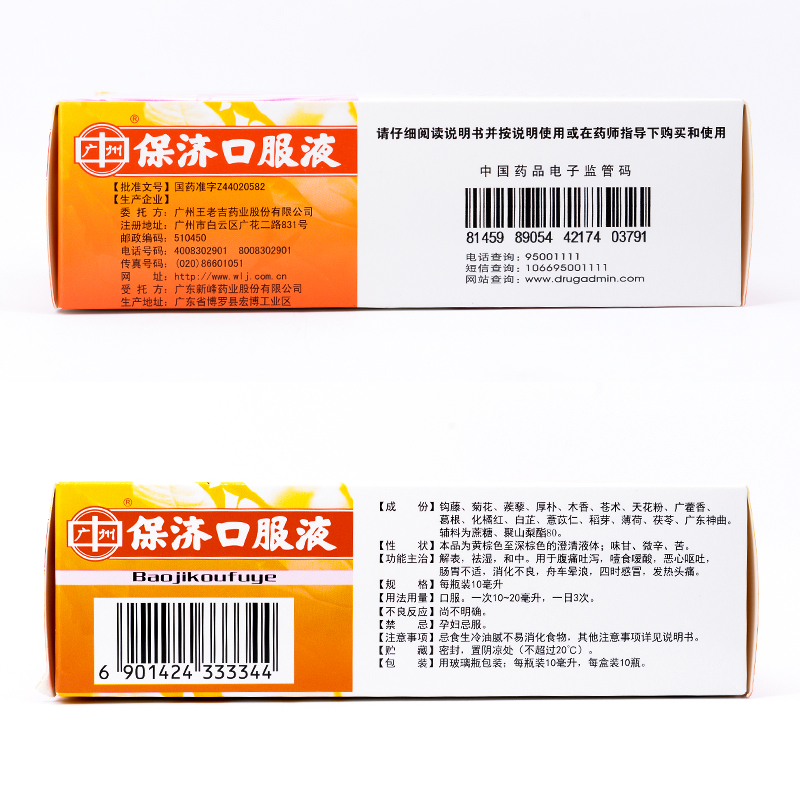 广州
®
保济口服液
【批准文号】国药准字Z44020582
【生产企业】
委 托 方：广州王老吉药业股份有限公司
注册地址：广州市白云区广花二路831号
邮政编码：510450
电话号码：4008302901 8008302901
传真号码：(020)86601051
网 址：http://www.wlj.com.cn
受 托 方：广东新峰药业股份有限公司
生产地址：广东省博罗县宏博工业区
请仔细阅读说明书并按说明使用或在药师指导下购买和使用
中国药品电子监管码
81459 89054 42174 03791
电话查询：95001111
短信查询：106695001111
网站查询：www.drugadmin.com
广州
®
保济口服液
Baojikoufuye
6 901424 333344
【成 份】钩藤、菊花、蒺藜、厚朴、木香、苍术、天花粉、广藿香、
葛根、化橘红、白芷、薏苡仁、稻芽、薄荷、茯苓、广东神曲。
辅料为蔗糖、聚山梨酯80。
【性 状】本品为黄棕色至深棕色的澄清液体；味甘、微辛、苦。
【功能主治】解表，祛湿，和中。用于腹痛吐泻，嗜食嗳酸，恶心呕吐，
肠胃不适，消化不良，舟车晕浪，四时感冒，发热头痛。
【规 格】每瓶装10毫升
【用法用量】口服。一次10~20毫升，一日3次。
【不良反应】尚不明确。
【禁 忌】孕妇忌服。
【注意事项】忌食生冷油腻不易消化食物，其他注意事项详见说明书。
【贮 藏】密封，置阴凉处（不超过20℃）。
【包 装】用玻璃瓶包装；每瓶装10毫升，每盒装10瓶。